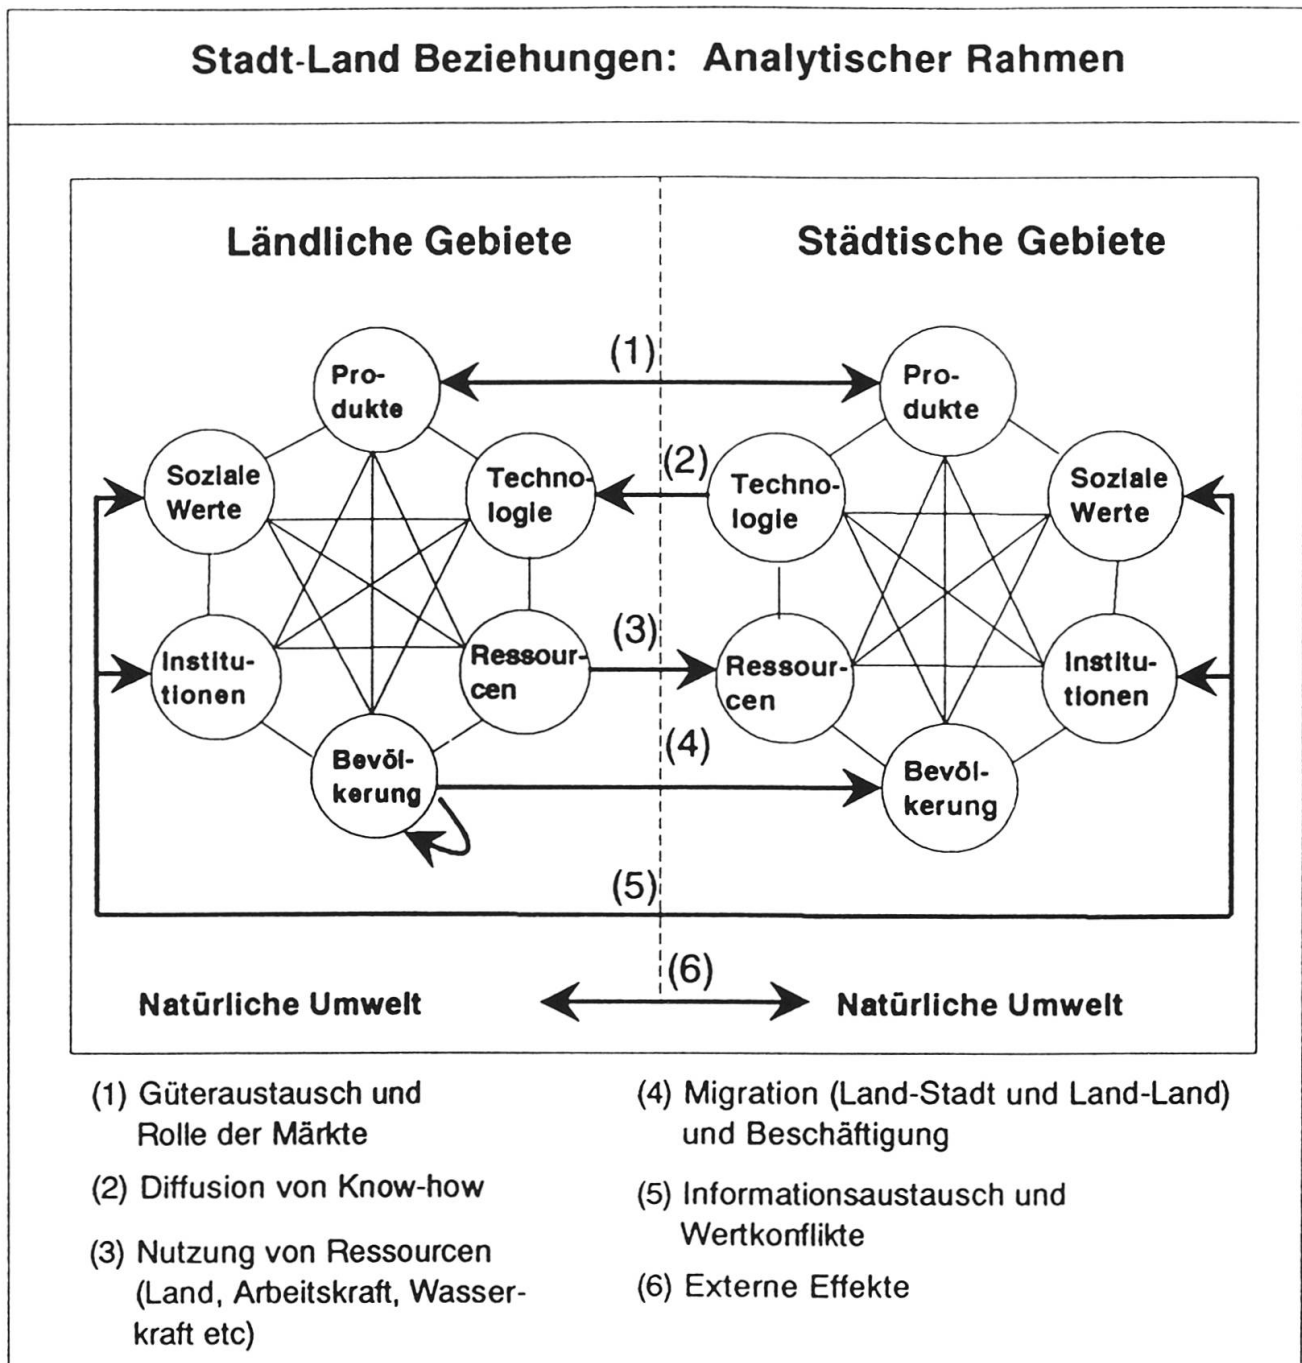 Stadt-Land Beziehungen: Analytischer Rahmen
Ländliche Gebiete
Städtische Gebiete
Pro-
dukte
Soziale
Werte
Techno-
logie
Institu-
tionen
Ressour-
cen
Bevöl-
kerung
(1)
(2)
(3)
(4)
(5)
(6)
Pro-
dukte
Techno-
logie
Soziale
Werte
Ressour-
cen
Institu-
tionen
Bevöl-
kerung
Natürliche Umwelt
Natürliche Umwelt
(1) Güteraustausch und
Rolle der Märkte
(2) Diffusion von Know-how
(3) Nutzung von Ressourcen
(Land, Arbeitskraft, Wasser-
kraft etc)
(4) Migration (Land-Stadt und Land-Land)
und Beschäftigung
(5) Informationsaustausch und
Wertkonflikte
(6) Externe Effekte